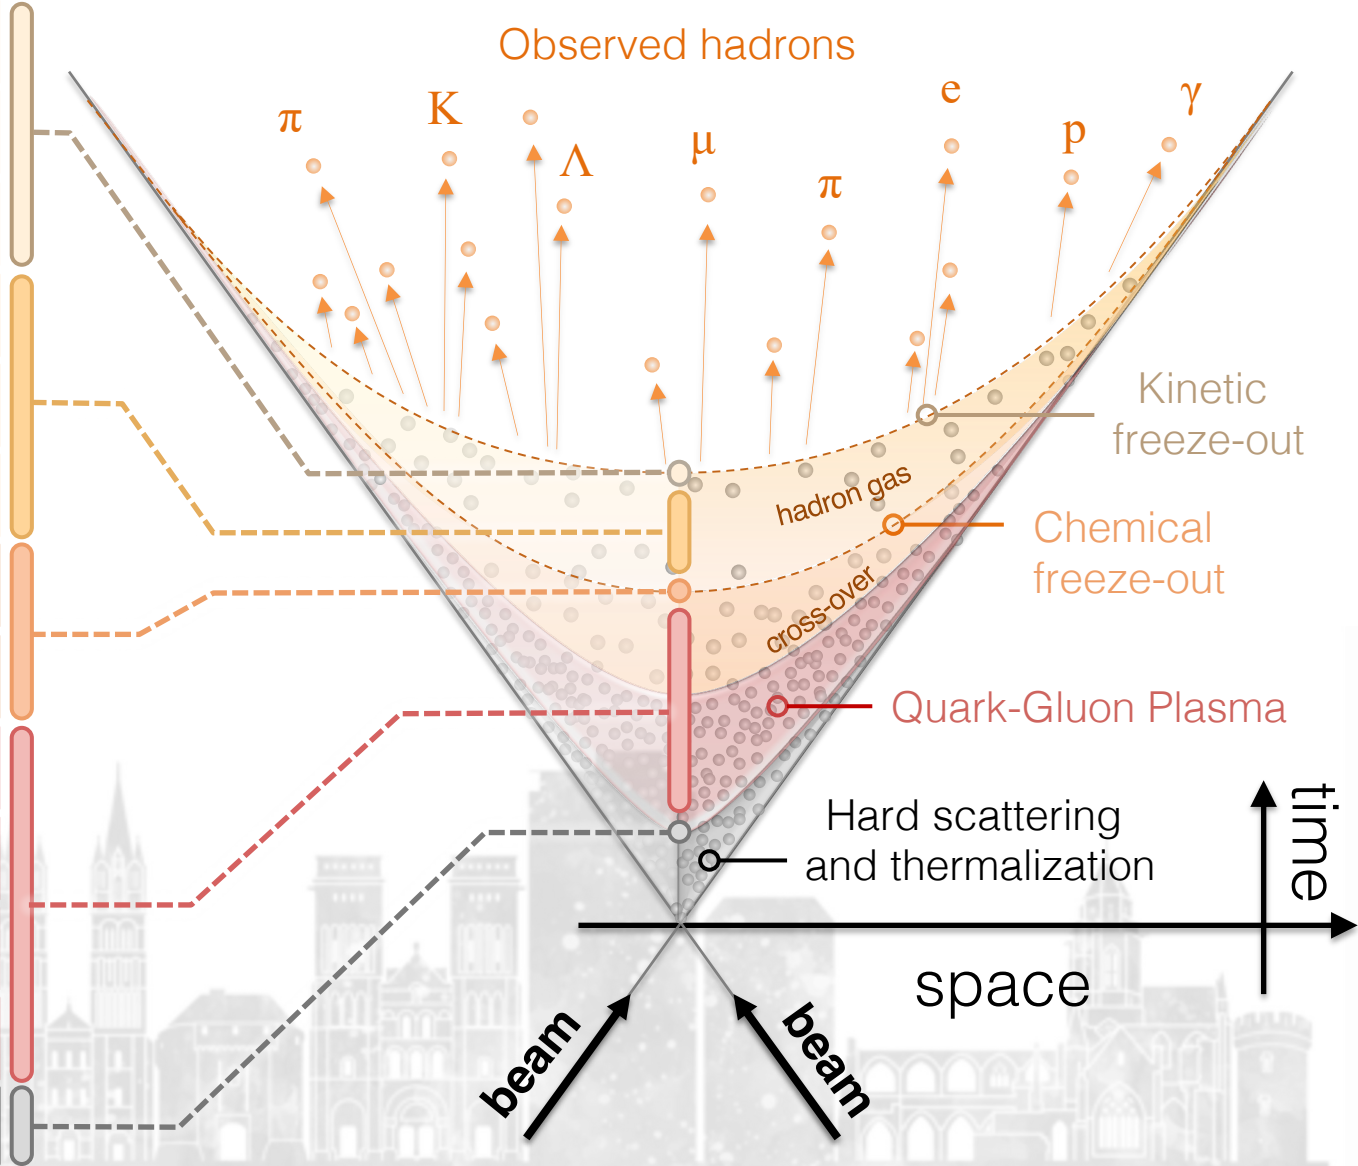 Observed hadrons
π
K
Λ
μ
π
e
p
γ
Kinetic
freeze-out
hadron gas
Chemical
freeze-out
cross-over
Quark-Gluon Plasma
Hard scattering
and thermalization
time
space
beam
beam